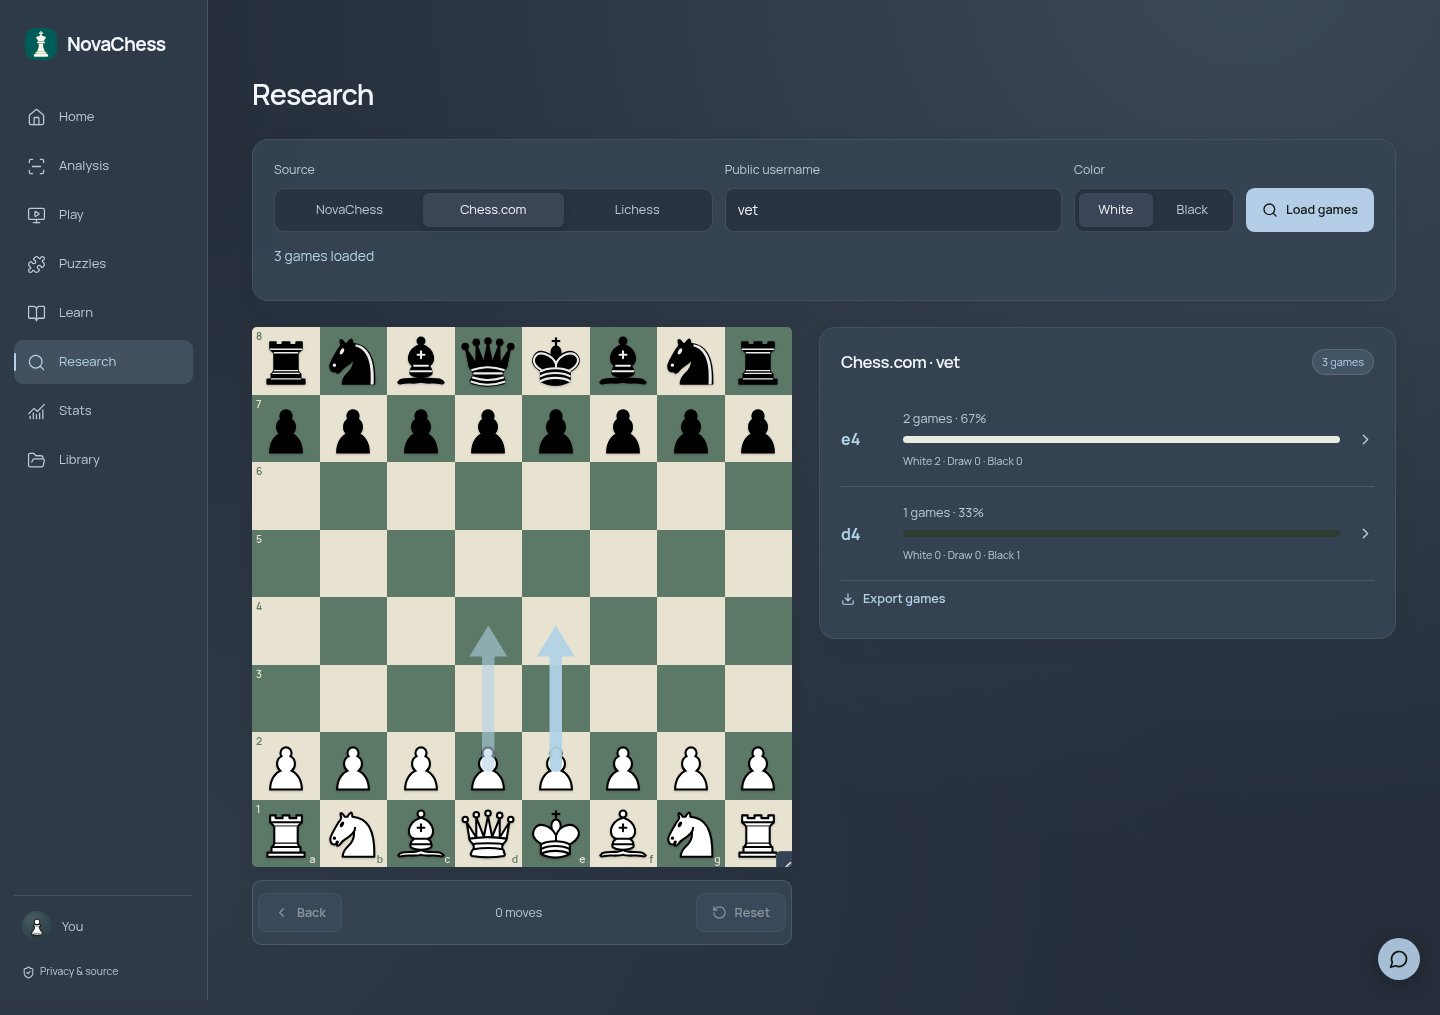 NovaChess
Home
Analysis
Play
Puzzles
Learn
Research
Stats
Library
You
Privacy & source
Research
Source
Public username
Color
NovaChess
Chess.com
Lichess
vet
White
Black
Load games
3 games loaded
8
7
6
5
4
3
2
1
a
b
c
d
e
f
g
Back
0 moves
Reset
Chess.com · vet
3 games
e4
2 games · 67%
White 2 · Draw 0 · Black 0
d4
1 games · 33%
White 0 · Draw 0 · Black 1
Export games